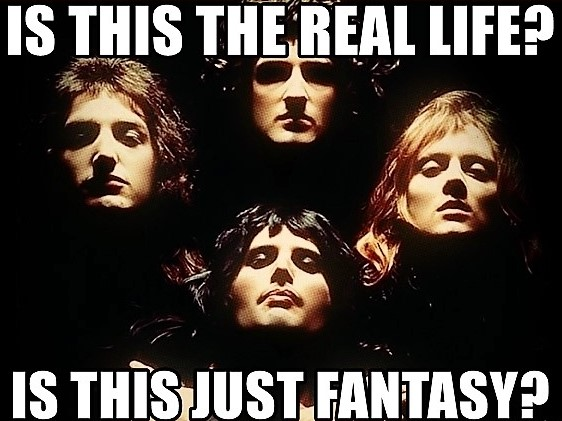 IS THIS THE REAL LIFE?
IS THIS JUST FANTASY?